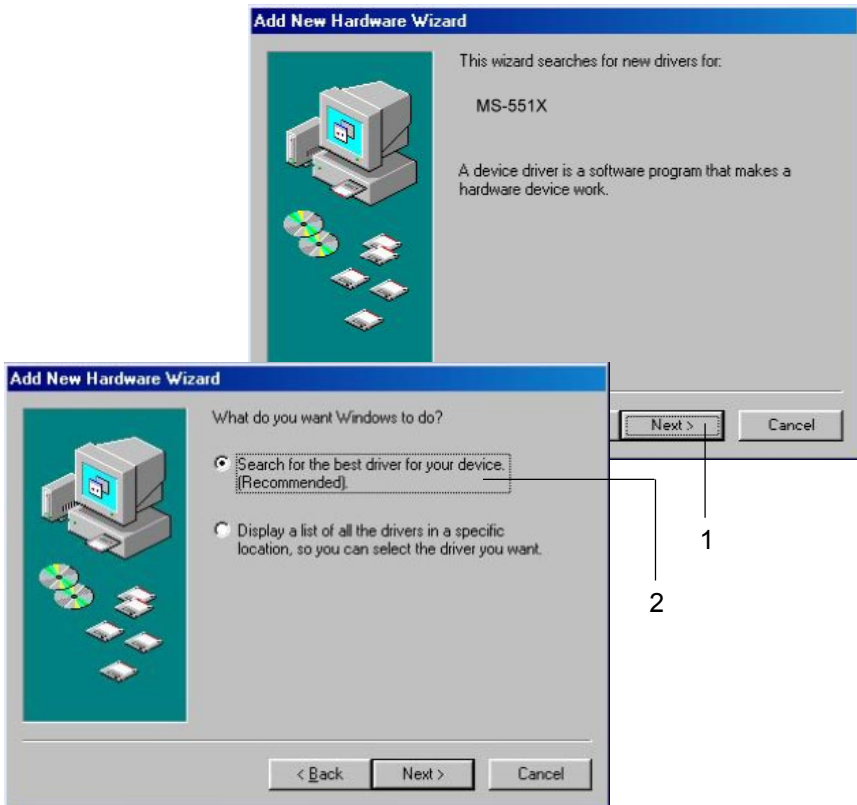 Add New Hardware Wizard
This wizard searches for new drivers for:
MS-551X
A device driver is a software program that makes a
hardware device work.
Next >
Cancel
1
Add New Hardware Wizard
What do you want Windows to do?
Search for the best driver for your device.
(Recommended).
Display a list of all the drivers in a specific
location, so you can select the driver you want.
2
< Back
Next >
Cancel